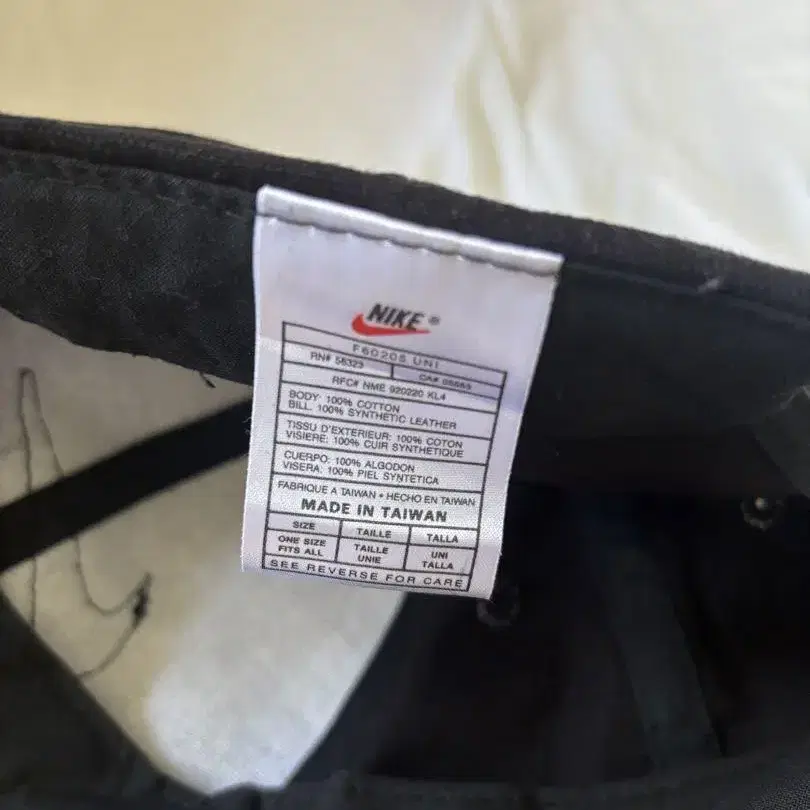 NIKE®
F60205 UNI
RN# 56323 CA# 05553
RFC# NME 920220 KL4
BODY: 100% COTTON
BILL: 100% SYNTHETIC LEATHER
TISSU D'EXTERIEUR: 100% COTON
VISIERE: 100% CUIR SYNTHETIQUE
CUERPO: 100% ALGODON
VISERA: 100% PIEL SYNTETICA
FABRIQUE A TAIWAN • HECHO EN TAIWAN
MADE IN TAIWAN
SIZE TAILLE TALLA
ONE SIZE FITS ALL TAILLE UNIE UNI TALLA
SEE REVERSE FOR CARE